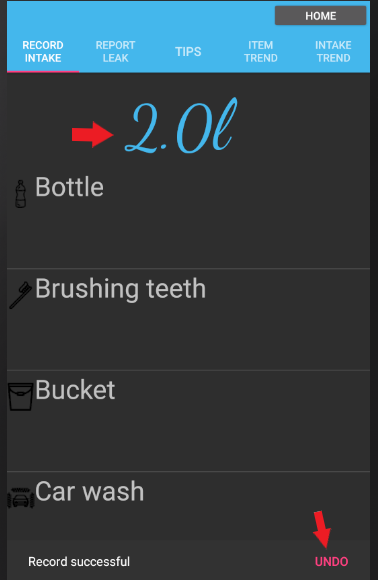 HOME
RECORD INTAKE
REPORT LEAK
TIPS
ITEM TREND
INTAKE TREND
2.0l
Bottle
Brushing teeth
Bucket
Car wash
Record successful
UNDO